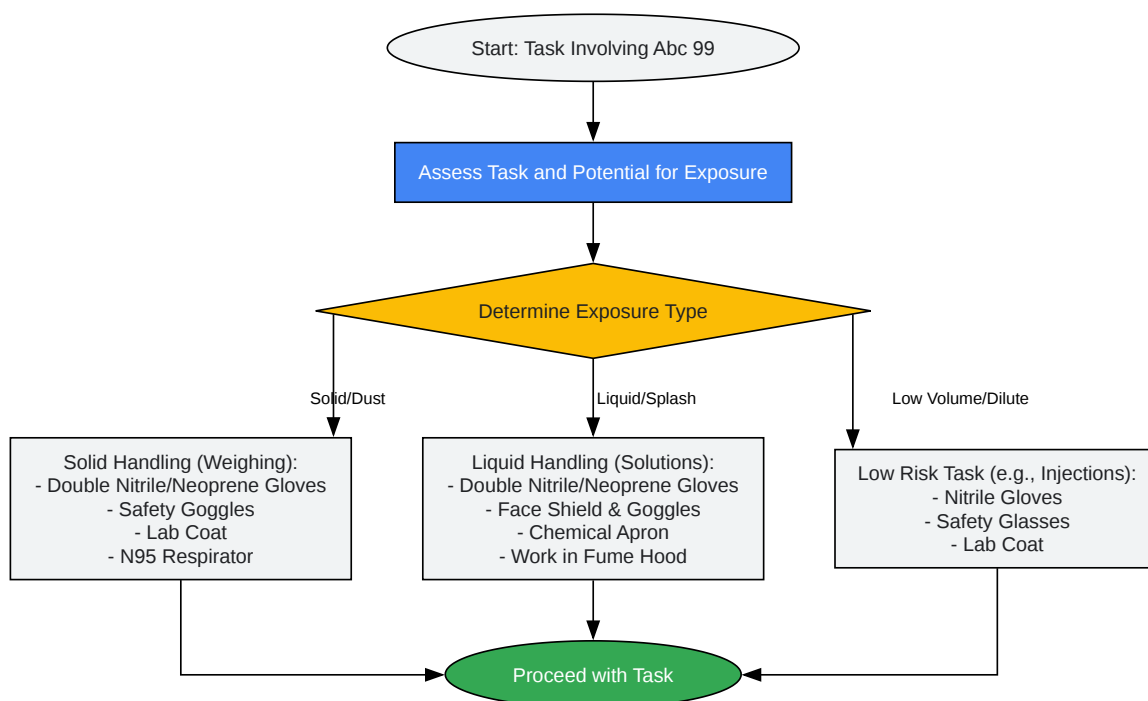 Start: Task Involving Abc 99
Assess Task and Potential for Exposure
Determine Exposure Type
Solid/Dust
Liquid/Splash
Low Volume/Dilute
Solid Handling (Weighing):
- Double Nitrile/Neoprene Gloves
- Safety Goggles
- Lab Coat
- N95 Respirator
Liquid Handling (Solutions):
- Double Nitrile/Neoprene Gloves
- Face Shield & Goggles
- Chemical Apron
- Work in Fume Hood
Low Risk Task (e.g., Injections):
- Nitrile Gloves
- Safety Glasses
- Lab Coat
Proceed with Task